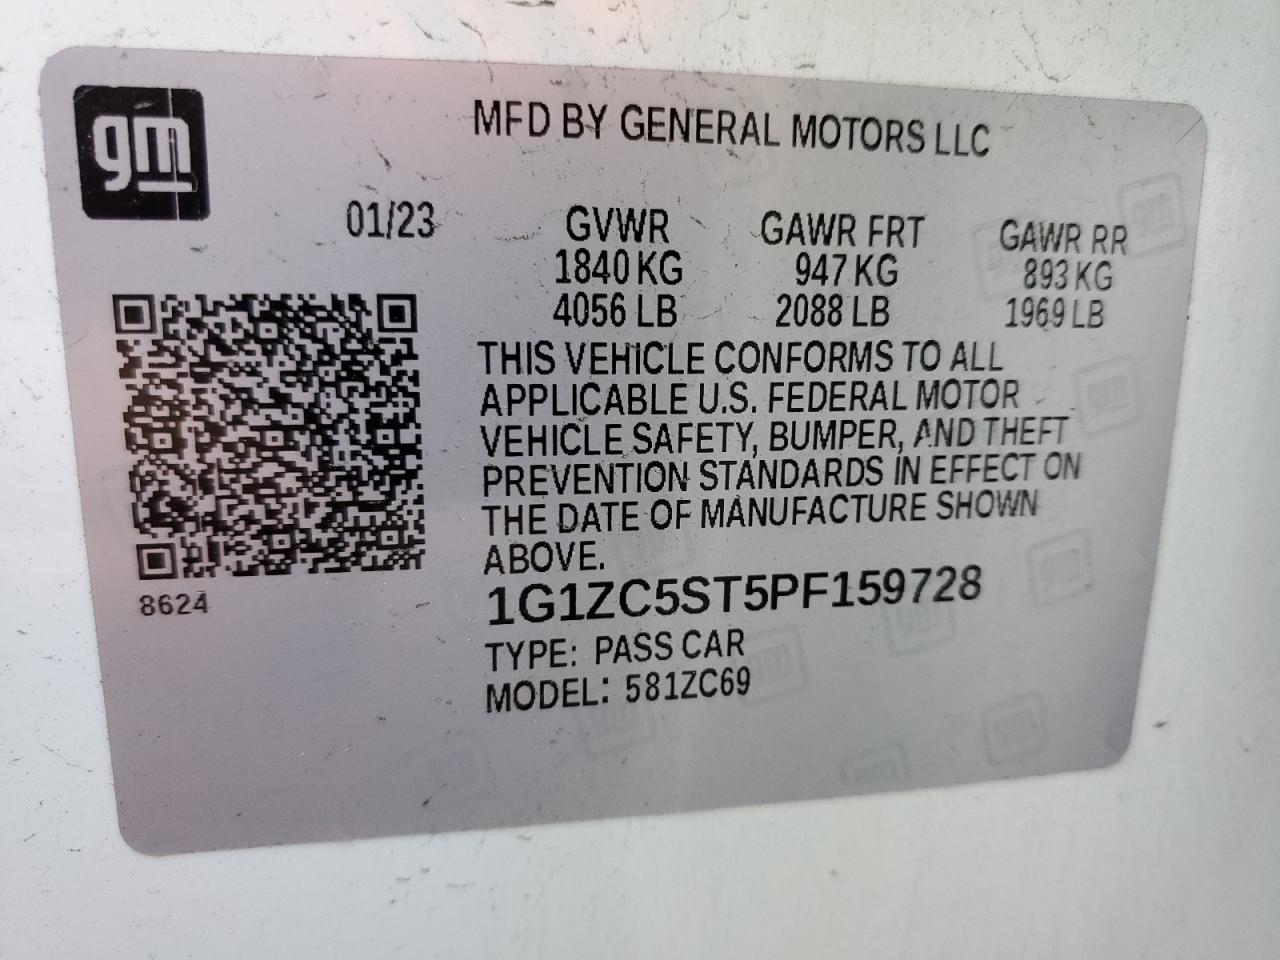 gm
MFD BY GENERAL MOTORS LLC
01/23
GVWR GAWR FRT GAWR RR
1840 KG 947 KG 893 KG
4056 LB 2088 LB 1969 LB
THIS VEHICLE CONFORMS TO ALL
APPLICABLE U.S. FEDERAL MOTOR
VEHICLE SAFETY, BUMPER, AND THEFT
PREVENTION STANDARDS IN EFFECT ON
THE DATE OF MANUFACTURE SHOWN
ABOVE.
8624
1G1ZC5ST5PF159728
TYPE: PASS CAR
MODEL: 581ZC69